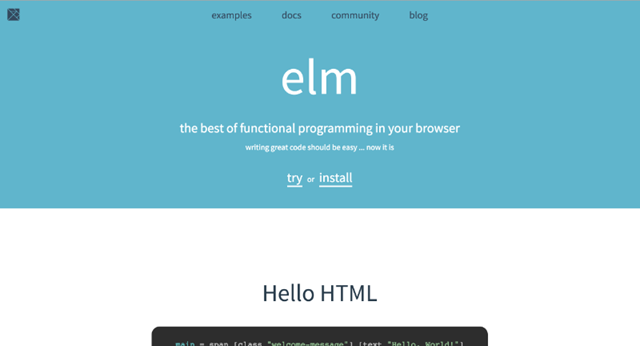 examples docs community blog
elm
the best of functional programming in your browser
writing great code should be easy ... now it is
try or install
Hello HTML
main = span [class "welcome-message"] [text "Hello, World!"]